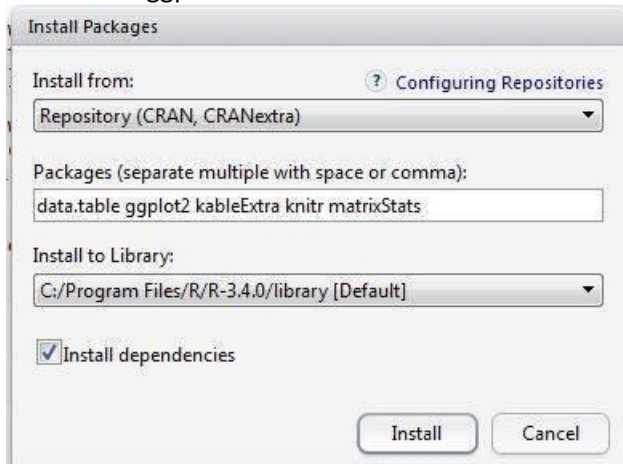 Install Packages
Install from:
? Configuring Repositories
Repository (CRAN, CRANextra)
Packages (separate multiple with space or comma):
data.table ggplot2 kableExtra knitr matrixStats
Install to Library:
C:/Program Files/R/R-3.4.0/library [Default]
Install dependencies
Install
Cancel